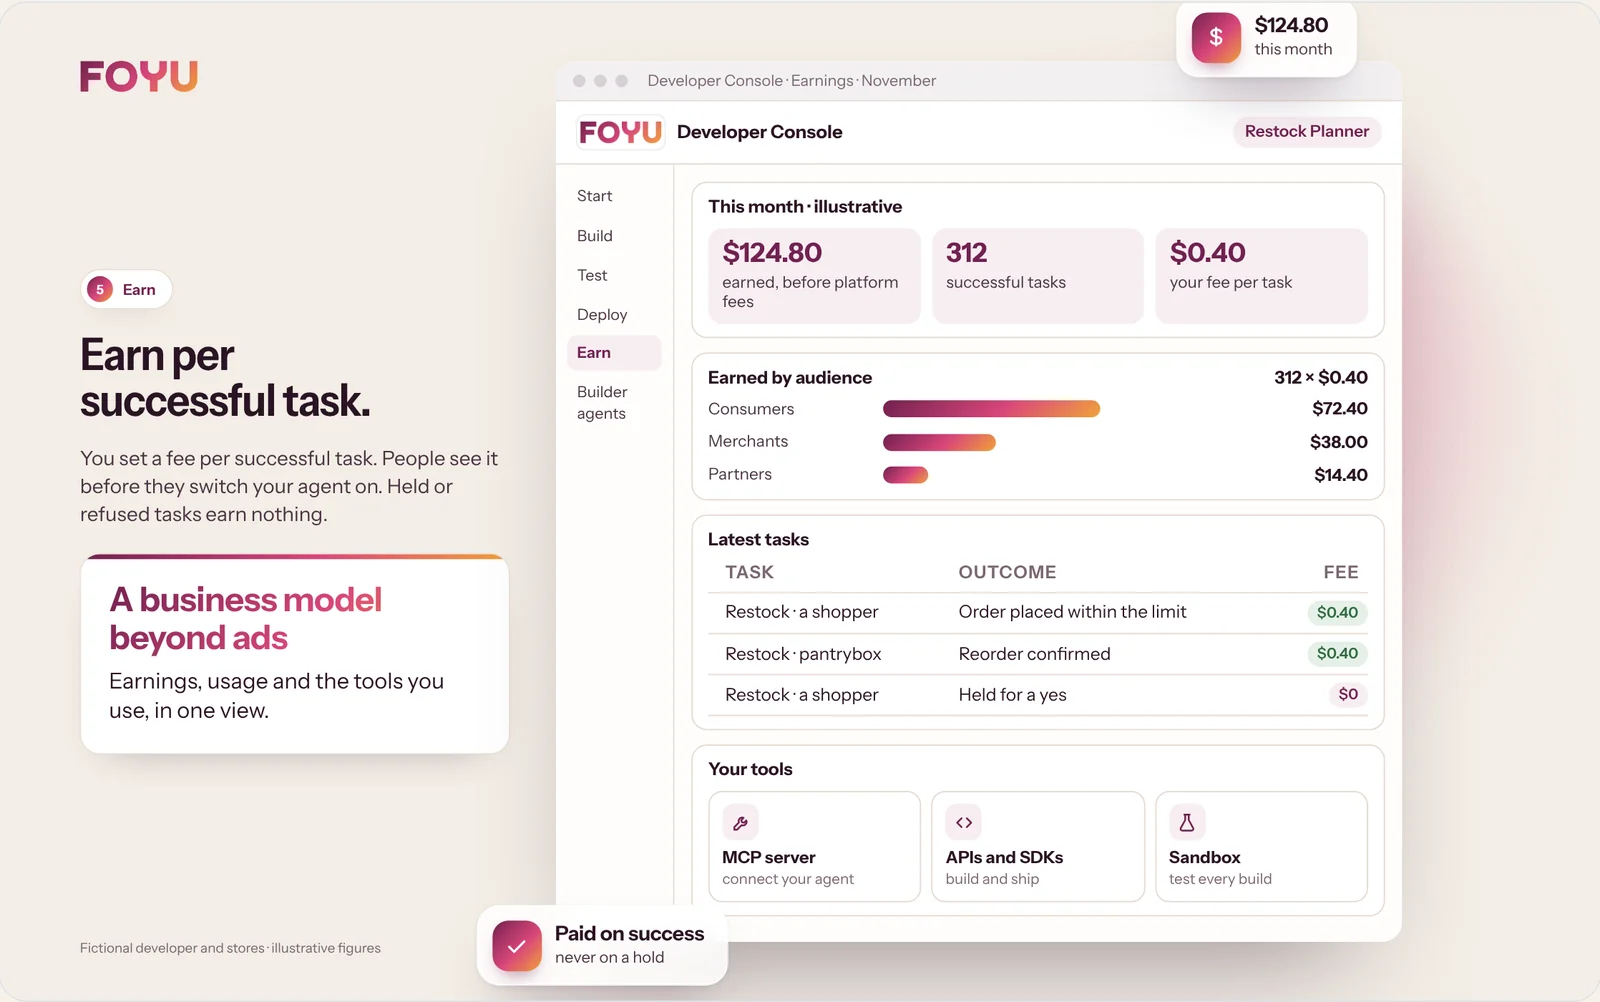 FOYU
5 Earn
Earn per
successful task.
You set a fee per successful task. People see it
before they switch your agent on. Held or
refused tasks earn nothing.
A business model
beyond ads
Earnings, usage and the tools you
use, in one view.
Fictional developer and stores · illustrative figures
$ $124.80
this month
Developer Console · Earnings · November
FOYU Developer Console
Restock Planner
Start
Build
Test
Deploy
Earn
Builder
agents
This month · illustrative
$124.80
earned, before platform
fees
312
successful tasks
$0.40
your fee per task
Earned by audience 312 × $0.40
Consumers $72.40
Merchants $38.00
Partners $14.40
Latest tasks
TASK OUTCOME FEE
Restock · a shopper Order placed within the limit $0.40
Restock · pantrybox Reorder confirmed $0.40
Restock · a shopper Held for a yes $0
Your tools
MCP server
connect your agent
APIs and SDKs
build and ship
Sandbox
test every build
Paid on success
never on a hold